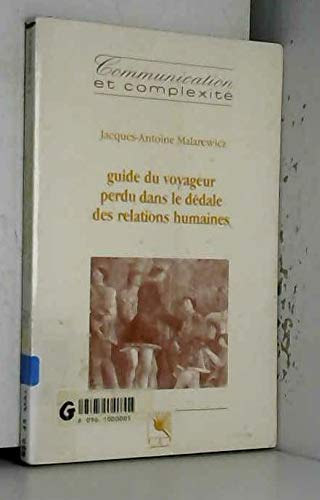 Communication
et complexité
Jacques-Antoine Malarewicz
guide du voyageur
perdu dans le dédale
des relations humaines
G